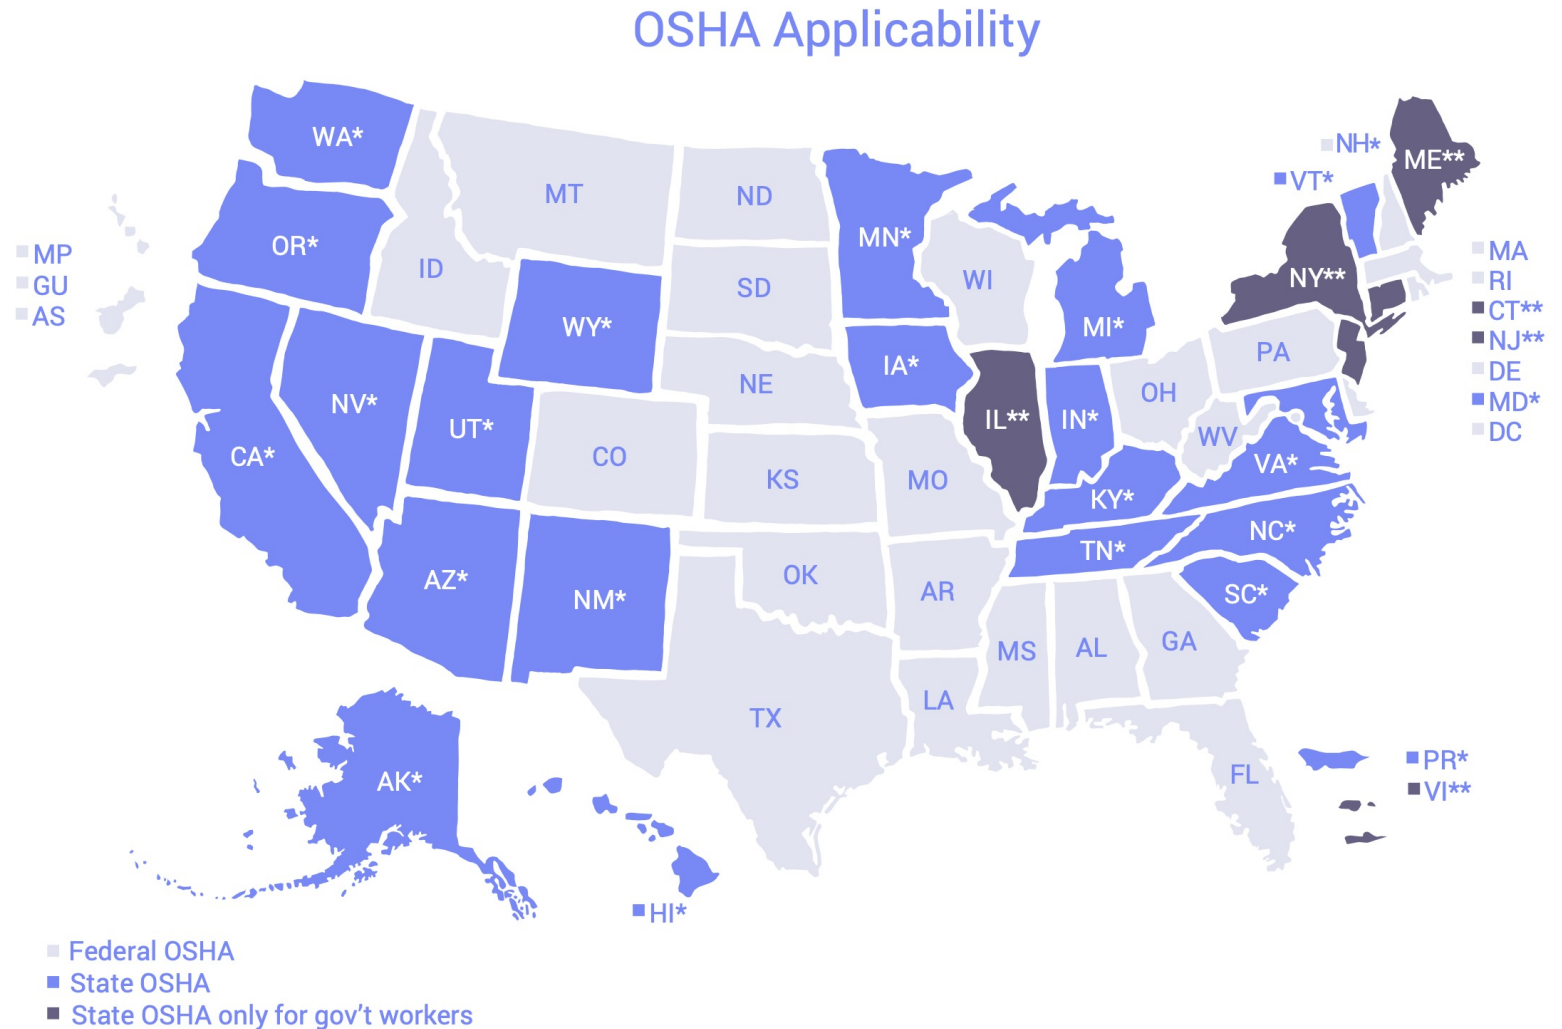 OSHA Applicability
WA*
MT
ND
MN*
NH*
ME**
VT*
OR*
ID
SD
WI
MI*
NY**
MP
GU
AS
MA
RI
CT**
NJ**
DE
MD*
DC
WY*
IA*
NE
PA
OH
NV*
UT*
CO
IL**
IN*
WV
CA*
KS
MO
KY*
VA*
AZ*
NM*
OK
AR
TN*
NC*
SC*
MS
AL
GA
TX
LA
FL
AK*
HI*
PR*
VI**
Federal OSHA
State OSHA
State OSHA only for gov’t workers